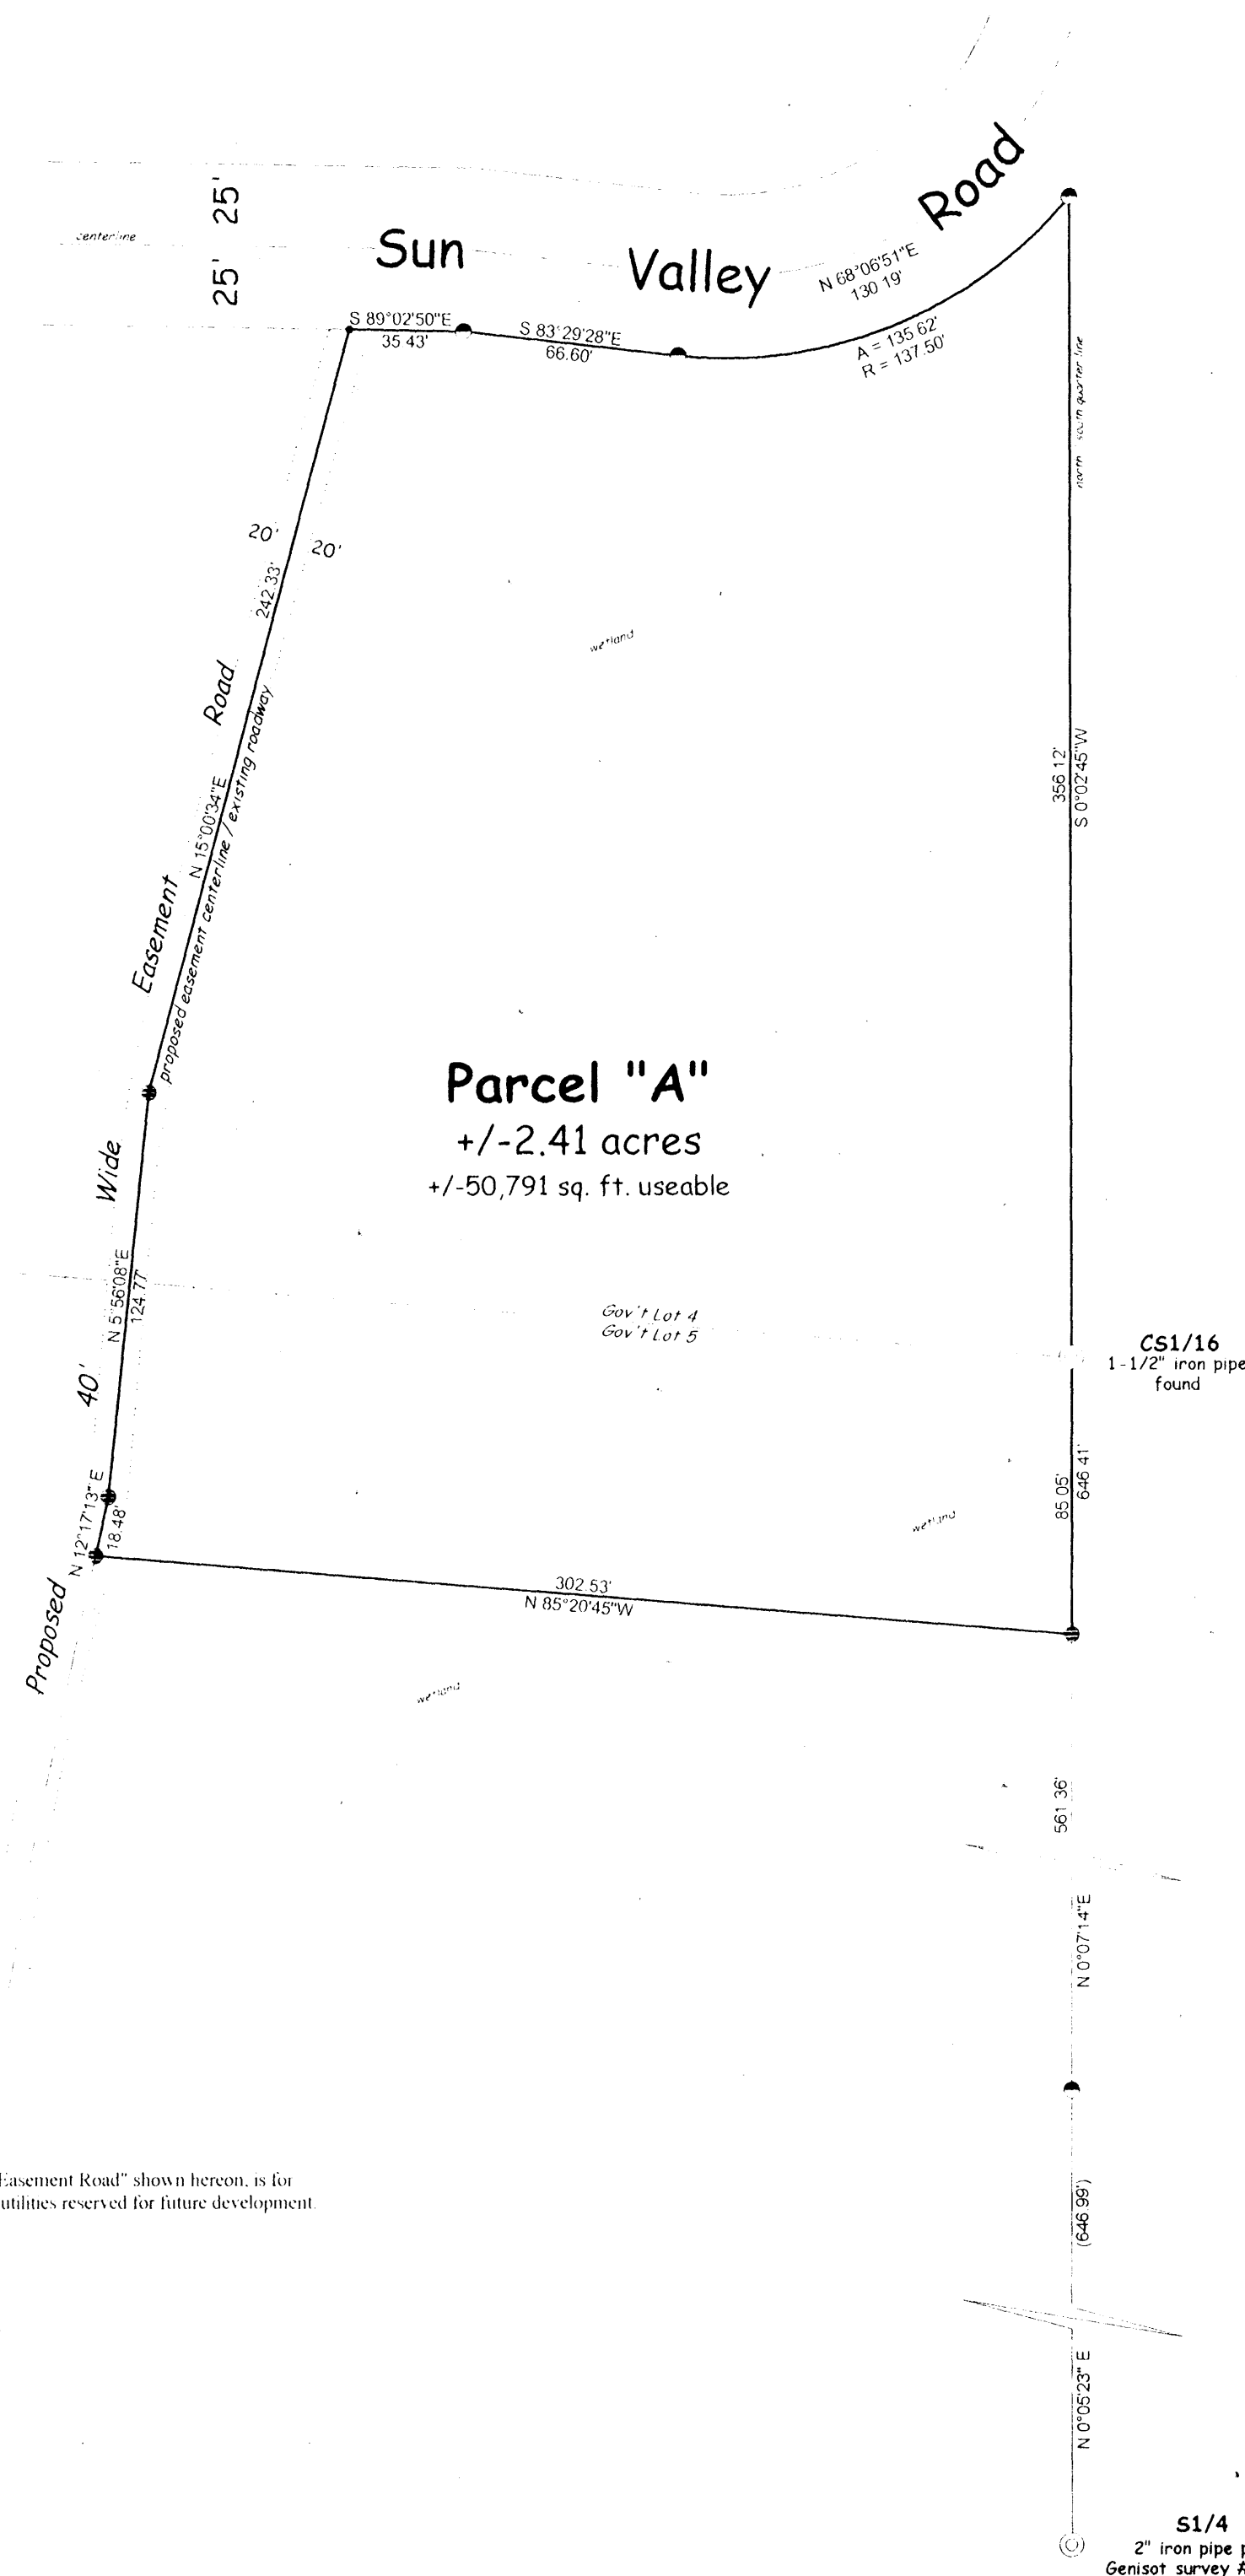 25'
25'
centerline
Sun Valley Road
N 68°06'51"E
130 19'
A = 135 62'
R = 137.50'
S 89°02'50"E
35 43'
S 83°29'28"E
66.60'
north south quarter line
20'
20'
242.33'
N 15°00'34"E
proposed easement centerline / existing roadway
wetland
356 12'
S 0°02'45"W
Parcel "A"
+/-2.41 acres
+/-50,791 sq. ft. useable
Proposed 40' Wide Easement Road
N 5°56'08"E
124.77'
Gov't Lot 4
Gov't Lot 5
CS1/16
1-1/2" iron pipe
found
85 05'
646 41'
wetland
N 12°17'13" E
18.48'
302.53'
N 85°20'45"W
wetland
561 36'
N 0°07'14"E
Easement Road" shown hereon, is for
utilities reserved for future development.
(646.99')
N 0°05'23" E
S1/4
2" iron pipe
Genisot survey